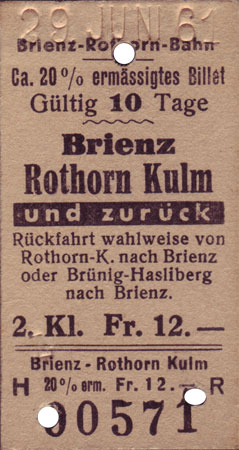 29 JUNI 61
Brienz-Rothorn-Bahn
Ca. 20% ermässigtes Billet
Gültig 10 Tage
Brienz
Rothorn Kulm
und zurück
Rückfahrt wahlweise von
Rothorn-K. nach Brienz
oder Brünig-Hasliberg
nach Brienz.
2. Kl. Fr. 12.—
Brienz - Rothorn Kulm
H 20% erm. Fr. 12.— R
00571